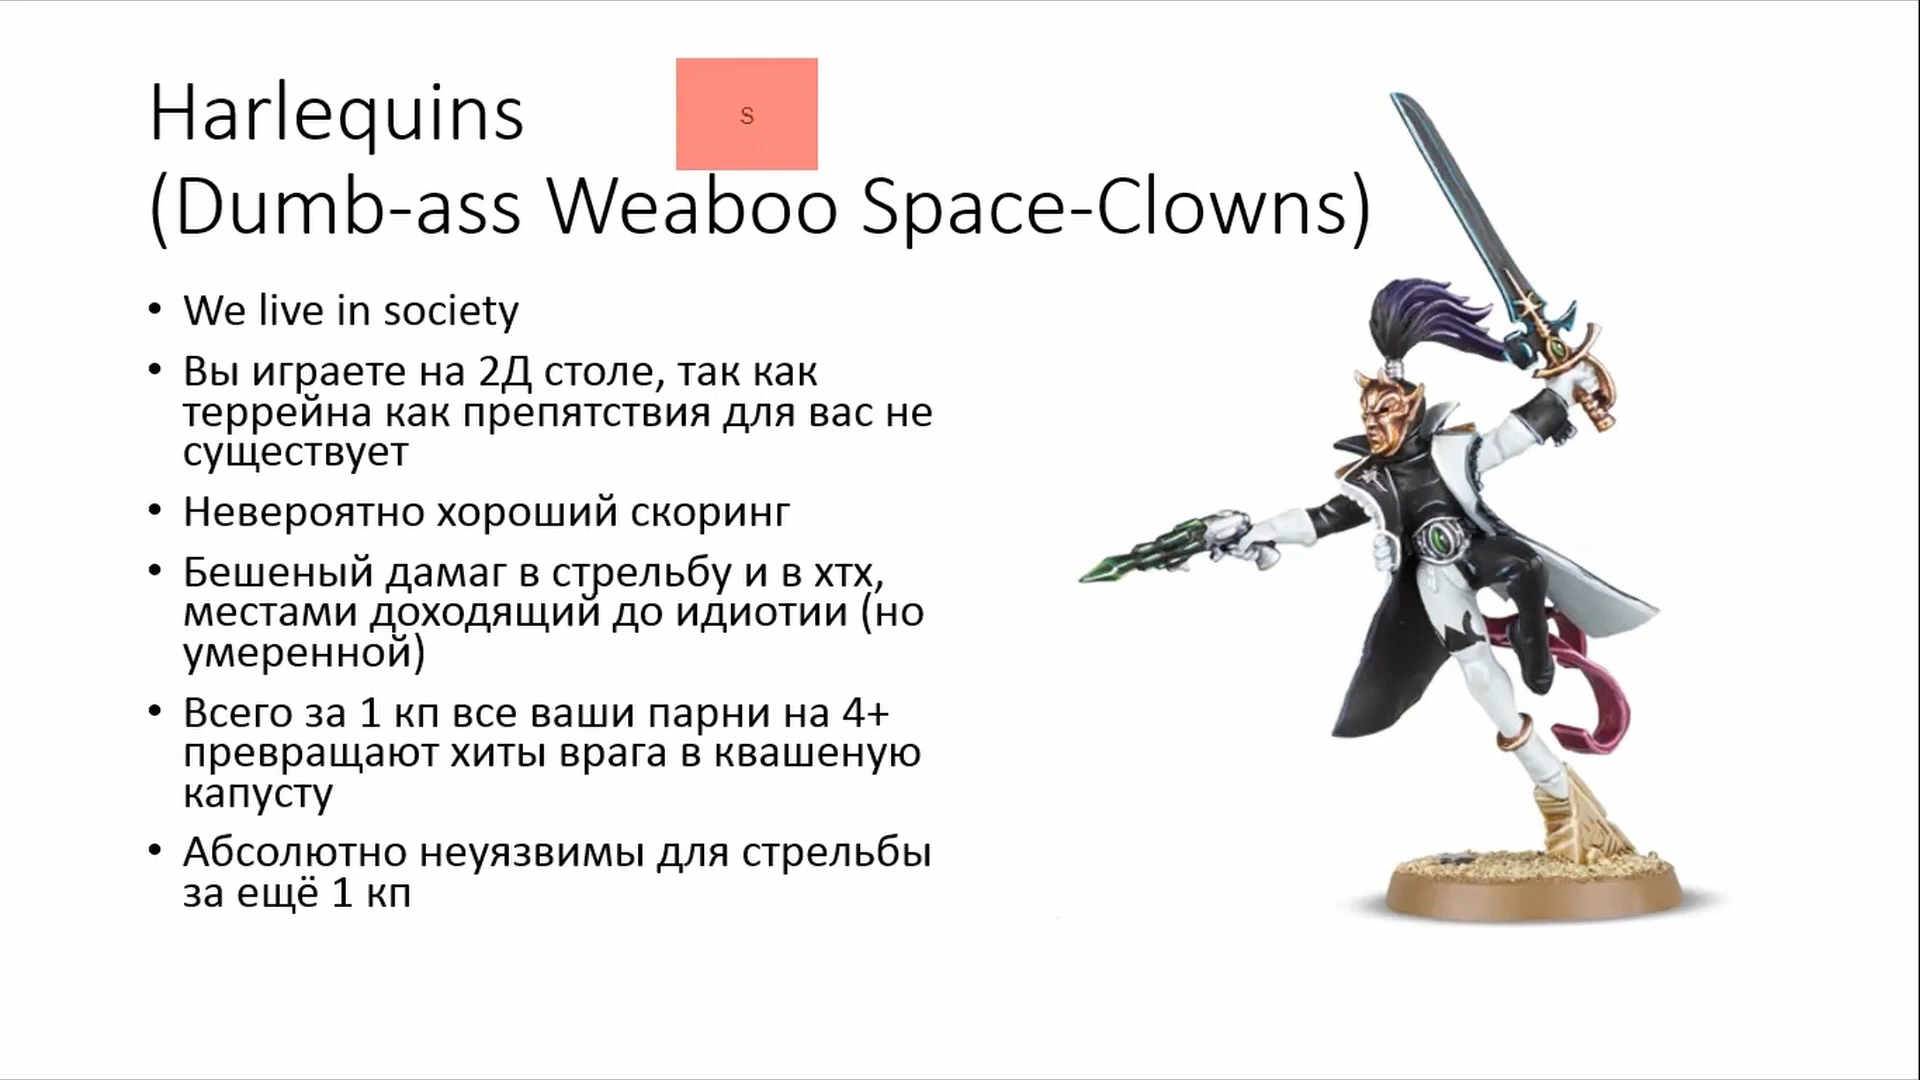 Harlequins
S
(Dumb-ass Weaboo Space-Clowns)
• We live in society
• Вы играете на 2Д столе, так как
террейна как препятствия для вас не
существует
• Невероятно хороший скоринг
• Бешеный дамаг в стрельбу и в хтх,
местами доходящий до идиотии (но
умеренной)
• Всего за 1 кп все ваши парни на 4+
превращают хиты врага в квашеную
капусту
• Абсолютно неуязвимы для стрельбы
за ещё 1 кп